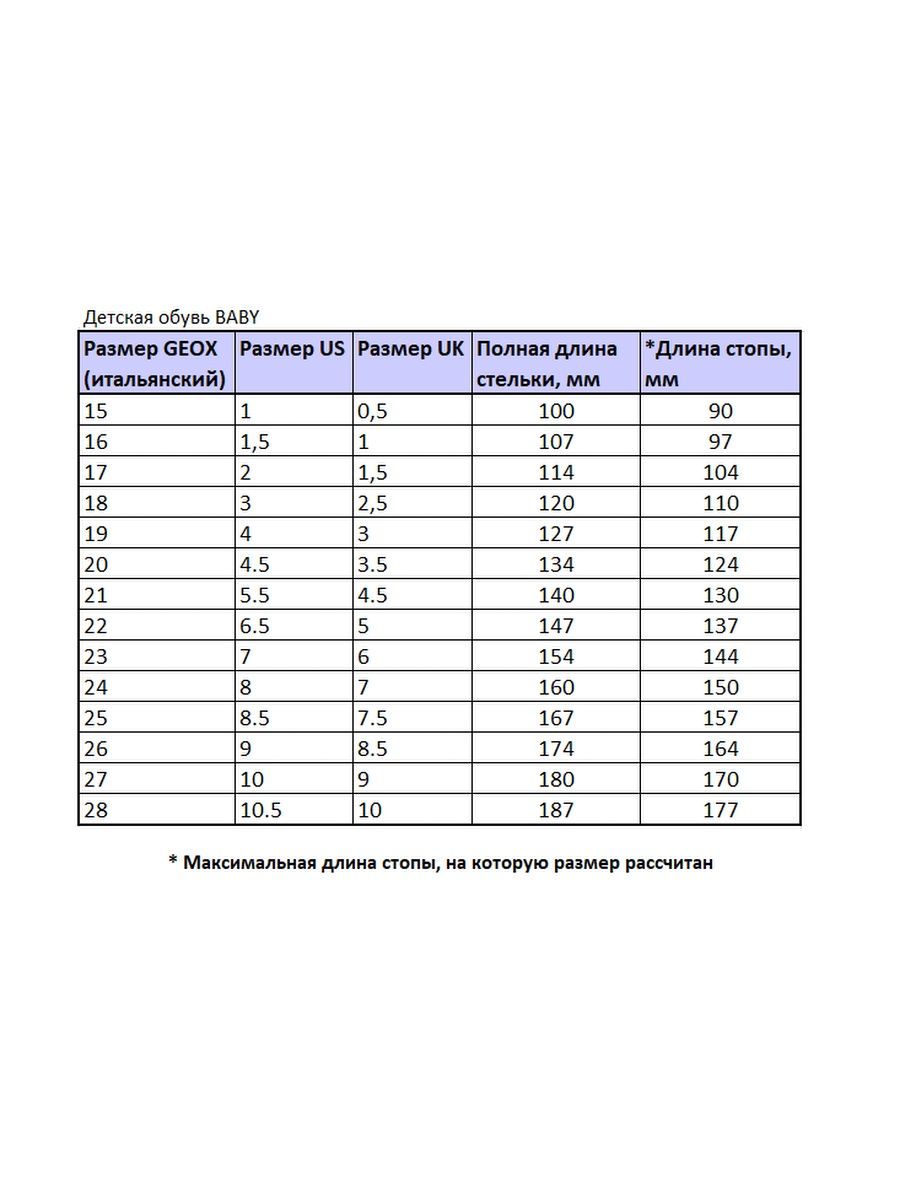 Детская обувь BABY
Размер GEOX (итальянский) Размер US Размер UK Полная длина стельки, мм *Длина стопы, мм
15 1 0,5 100 90
16 1,5 1 107 97
17 2 1,5 114 104
18 3 2,5 120 110
19 4 3 127 117
20 4.5 3.5 134 124
21 5.5 4.5 140 130
22 6.5 5 147 137
23 7 6 154 144
24 8 7 160 150
25 8.5 7.5 167 157
26 9 8.5 174 164
27 10 9 180 170
28 10.5 10 187 177
* Максимальная длина стопы, на которую размер рассчитан